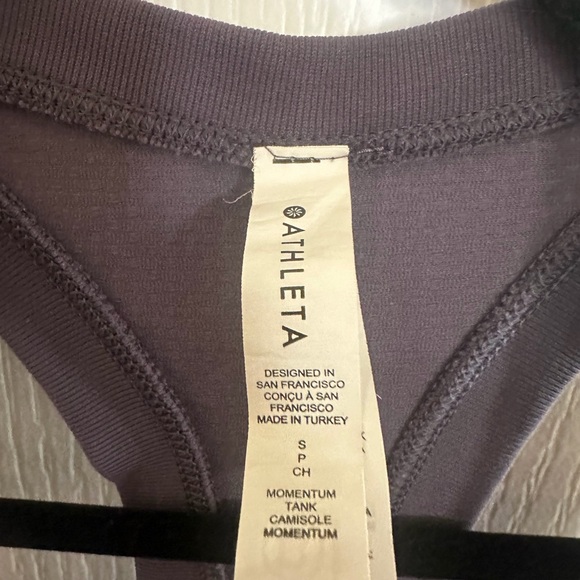 ATHLETA
DESIGNED IN
SAN FRANCISCO
CONÇU À SAN
FRANCISCO
MADE IN TURKEY
S
P
CH
MOMENTUM
TANK
CAMISOLE
MOMENTUM